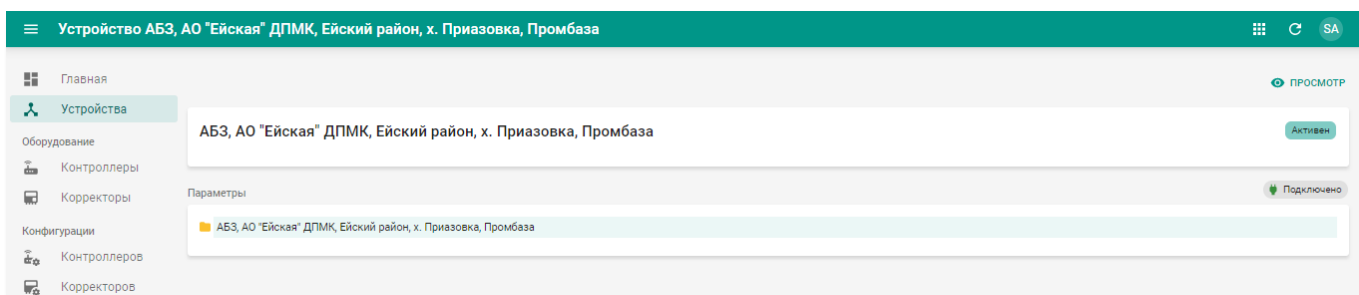 Устройство АБЗ, АО "Ейская" ДПМК, Ейский район, х. Приазовка, Промбаза
SA
Главная
ПРОСМОТР
Устройства
АБЗ, АО "Ейская" ДПМК, Ейский район, х. Приазовка, Промбаза
Активен
Оборудование
Контроллеры
Корректоры
Параметры
Подключено
АБЗ, АО "Ейская" ДПМК, Ейский район, х. Приазовка, Промбаза
Конфигурации
Контроллеров
Корректоров